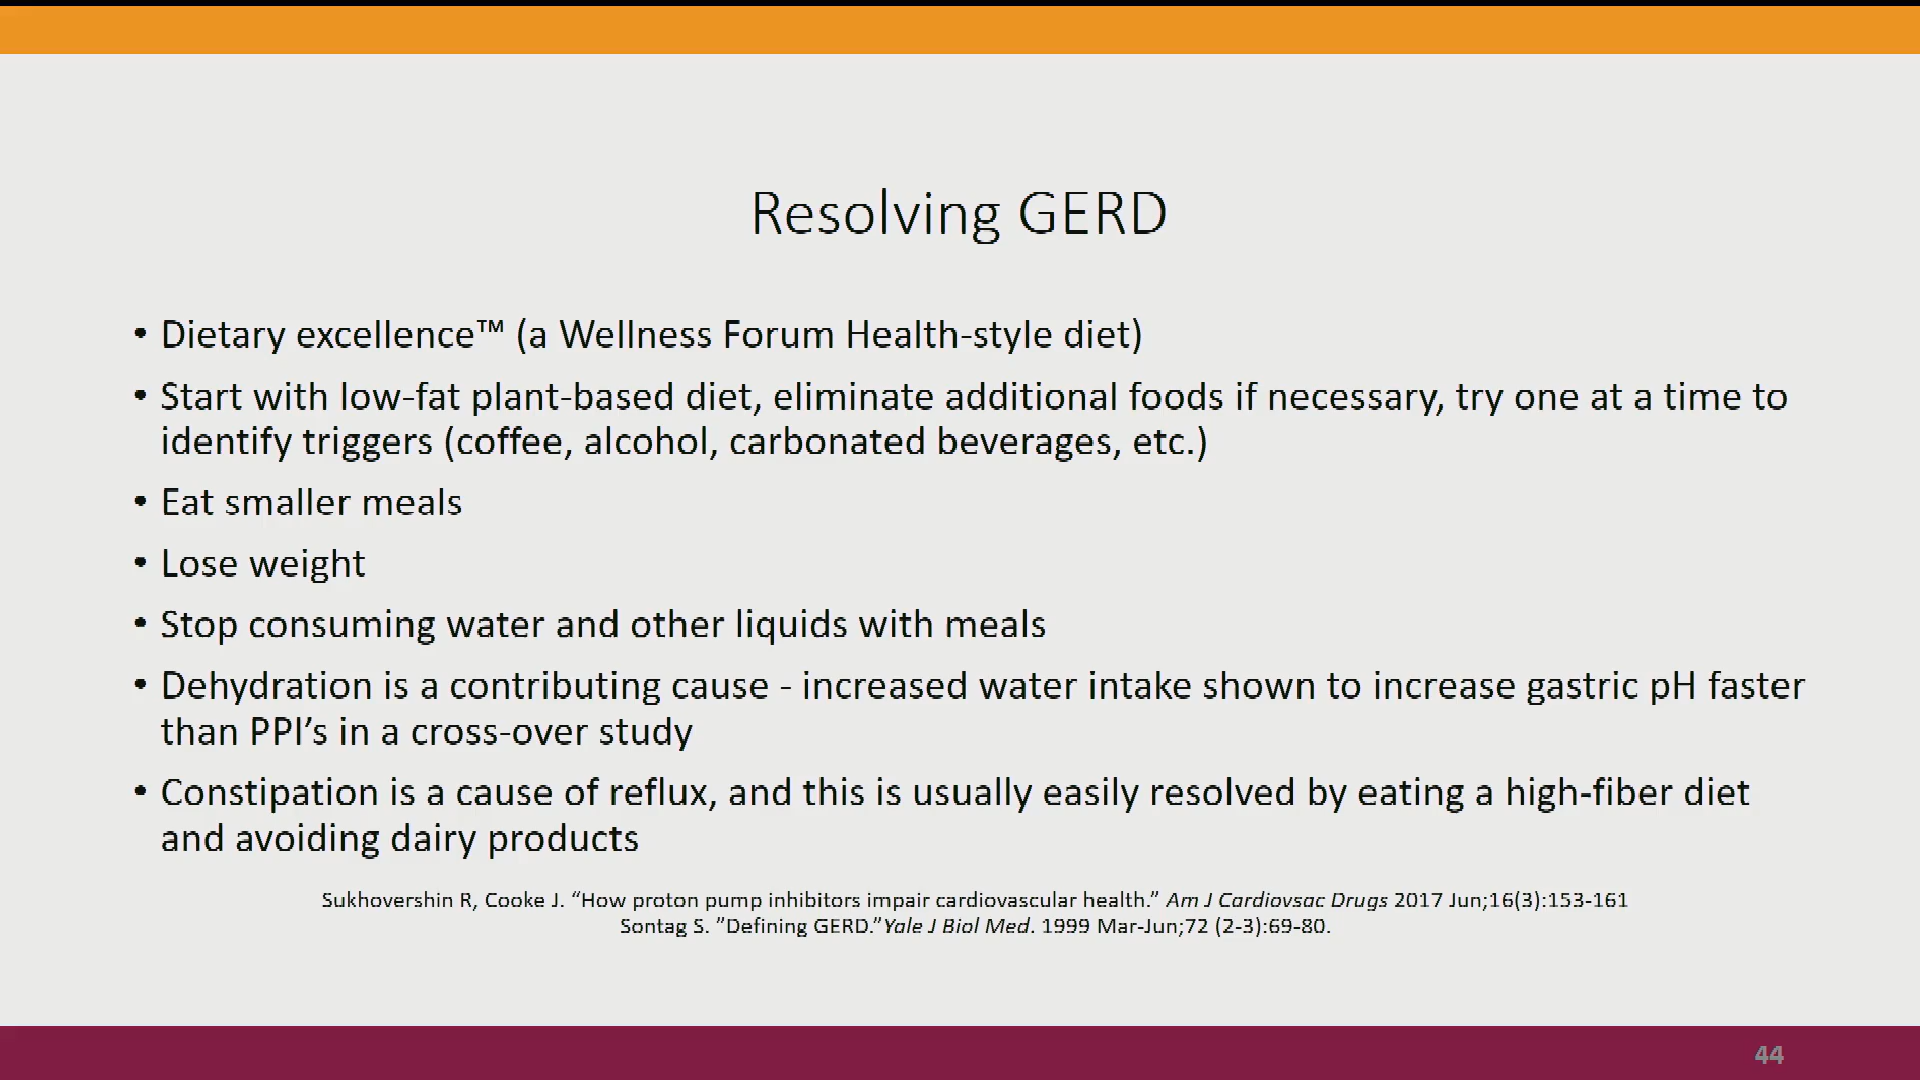 Resolving GERD
• Dietary excellence™ (a Wellness Forum Health-style diet)
• Start with low-fat plant-based diet, eliminate additional foods if necessary, try one at a time to
identify triggers (coffee, alcohol, carbonated beverages, etc.)
• Eat smaller meals
• Lose weight
• Stop consuming water and other liquids with meals
• Dehydration is a contributing cause - increased water intake shown to increase gastric pH faster
than PPI’s in a cross-over study
• Constipation is a cause of reflux, and this is usually easily resolved by eating a high-fiber diet
and avoiding dairy products
Sukhovershin R, Cooke J. “How proton pump inhibitors impair cardiovascular health.” Am J Cardiovsac Drugs 2017 Jun;16(3):153-161
Sontag S. ”Defining GERD.”Yale J Biol Med. 1999 Mar-Jun;72 (2-3):69-80.
44